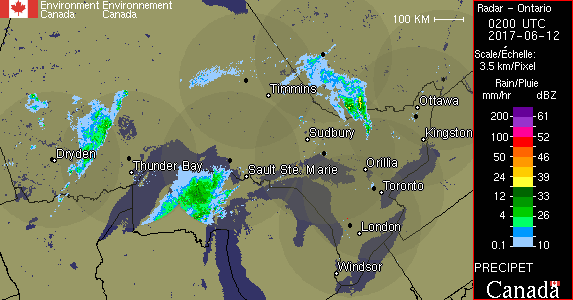 Environment Environnement
Canada Canada
100 KM
Timmins
Ottawa
Sudbury
Kingston
Dryden
Thunder Bay
Sault Ste. Marie
Orillia
Toronto
London
Windsor
Radar - Ontario
0200 UTC
2017-06-12
Scale/Échelle:
3.5 km/Pixel
Rain/Pluie
mm/hr dBZ
200 61
100 52
50 46
24 39
12 33
4 26
0.1 10
PRECIPET
Canada